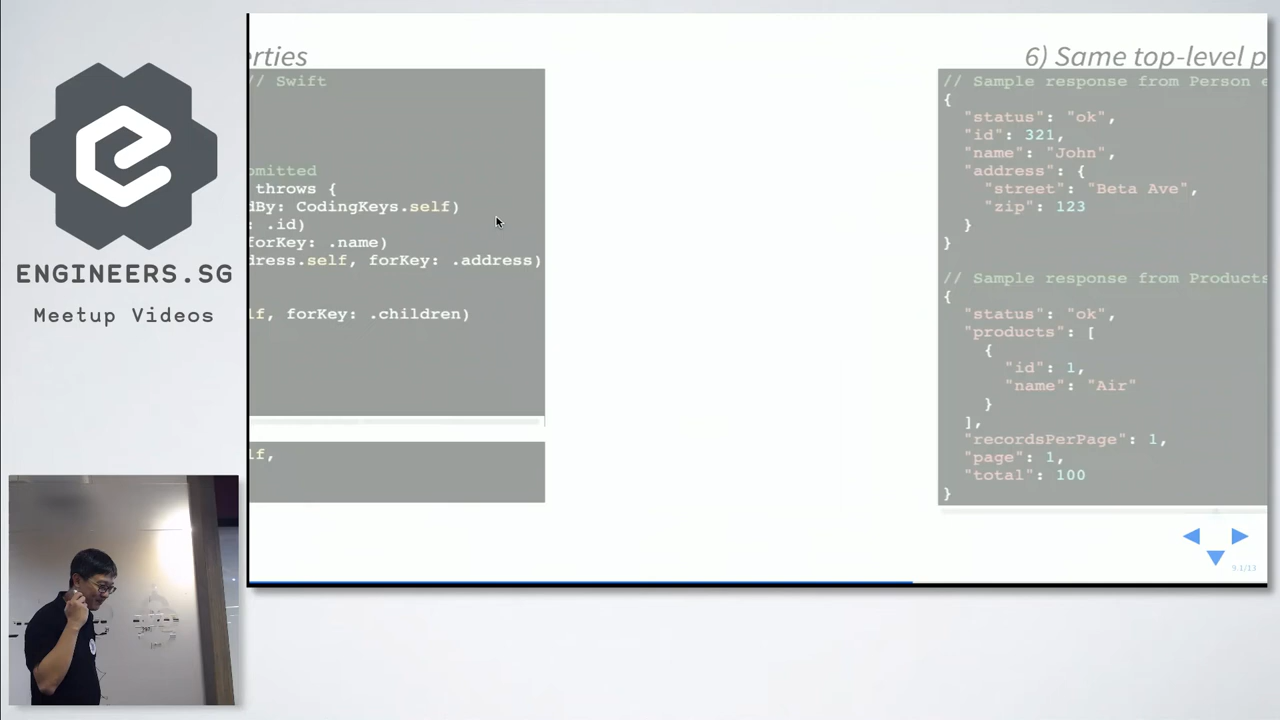 ENGINEERS.SG
Meetup Videos
erties
// Swift
omitted
throws {
dBy: CodingKeys.self)
: .id)
forKey: .name)
dress.self, forKey: .address)
lf, forKey: .children)
lf,
6) Same top-level p
// Sample response from Person e
{
"status": "ok",
"id": 321,
"name": "John",
"address": {
"street": "Beta Ave",
"zip": 123
}
}
// Sample response from Products
{
"status": "ok",
"products": [
{
"id": 1,
"name": "Air"
}
],
"recordsPerPage": 1,
"page": 1,
"total": 100
}
9.1/13